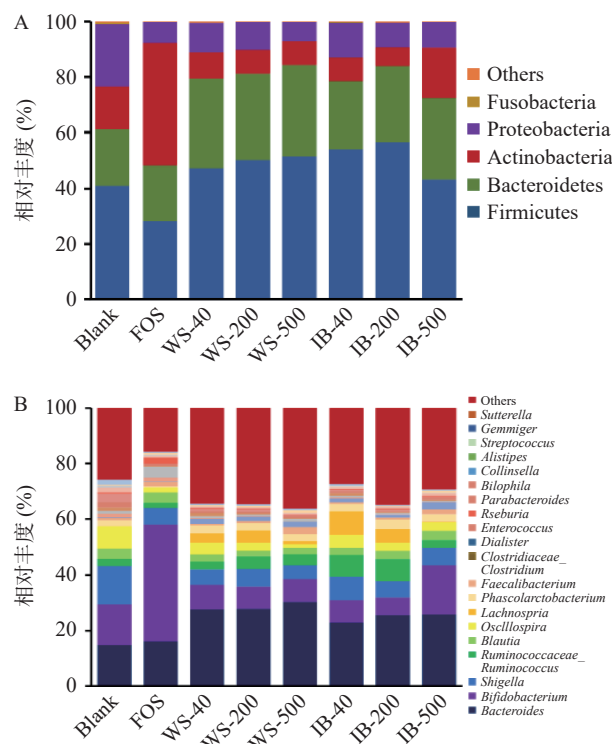 A
相对丰度 (%)
100
80
60
40
20
0
Blank
FOS
WS-40
WS-200
WS-500
IB-40
IB-200
IB-500
Others
Fusobacteria
Proteobacteria
Actinobacteria
Bacteroidetes
Firmicutes
B
相对丰度 (%)
100
80
60
40
20
0
Blank
FOS
WS-40
WS-200
WS-500
IB-40
IB-200
IB-500
Others
Sutterella
Gemmiger
Streptococcus
Alistipes
Collinsella
Bilophila
Parabacteroides
Rseburia
Enterococcus
Dialister
Clostridiaceae_
Clostridium
Faecalibacterium
Phascolarctobacterium
Lachnospria
Osclllospira
Blautia
Ruminococcaceae_
Ruminococcus
Shigella
Bifidobacterium
Bacteroides